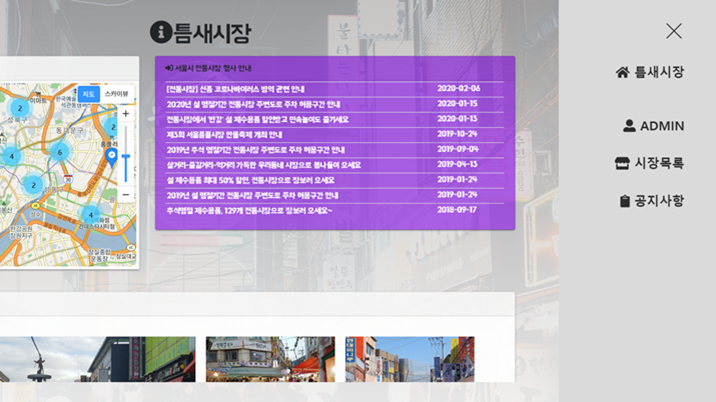 틈새시장
서울시 전통시장 행사 안내
[전통시장] 신종 코로나바이러스 방역 관련 안내 2020-02-06
2020년 설 명절기간 전통시장 주변도로 주차 허용구간 안내 2020-01-15
전통시장에서 '반값' 설 제수용품 할인받고 민속놀이도 즐기세요 2020-01-13
제3회 서울풍물시장 만물축제 개최 안내 2019-10-24
2019년 추석 명절기간 전통시장 주변도로 주차 허용구간 안내 2019-09-04
살거리-즐길거리-먹거리 가득한 우리동네 시장으로 봄나들이 오세요 2019-04-15
설 제수용품 최대 50% 할인, 전통시장으로 장보러 오세요 2019-01-24
2019년 설 명절기간 전통시장 주변도로 주차 허용구간 안내 2019-01-24
추석명절 제수용품, 129개 전통시장으로 장보러 오세요~ 2018-09-17
지도 스카이뷰
이마트
동대문구
2
2
4
6
2
4
틈새시장
ADMIN
시장목록
공지사항